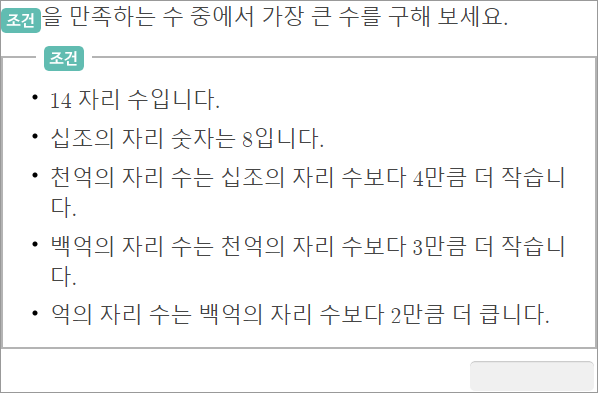 조건을 만족하는 수 중에서 가장 큰 수를 구해 보세요.
조건
• 14 자리 수입니다.
• 십조의 자리 숫자는 8입니다.
• 천억의 자리 수는 십조의 자리 수보다 4만큼 더 작습니
다.
• 백억의 자리 수는 천억의 자리 수보다 3만큼 더 작습니
다.
• 억의 자리 수는 백억의 자리 수보다 2만큼 더 큽니다.